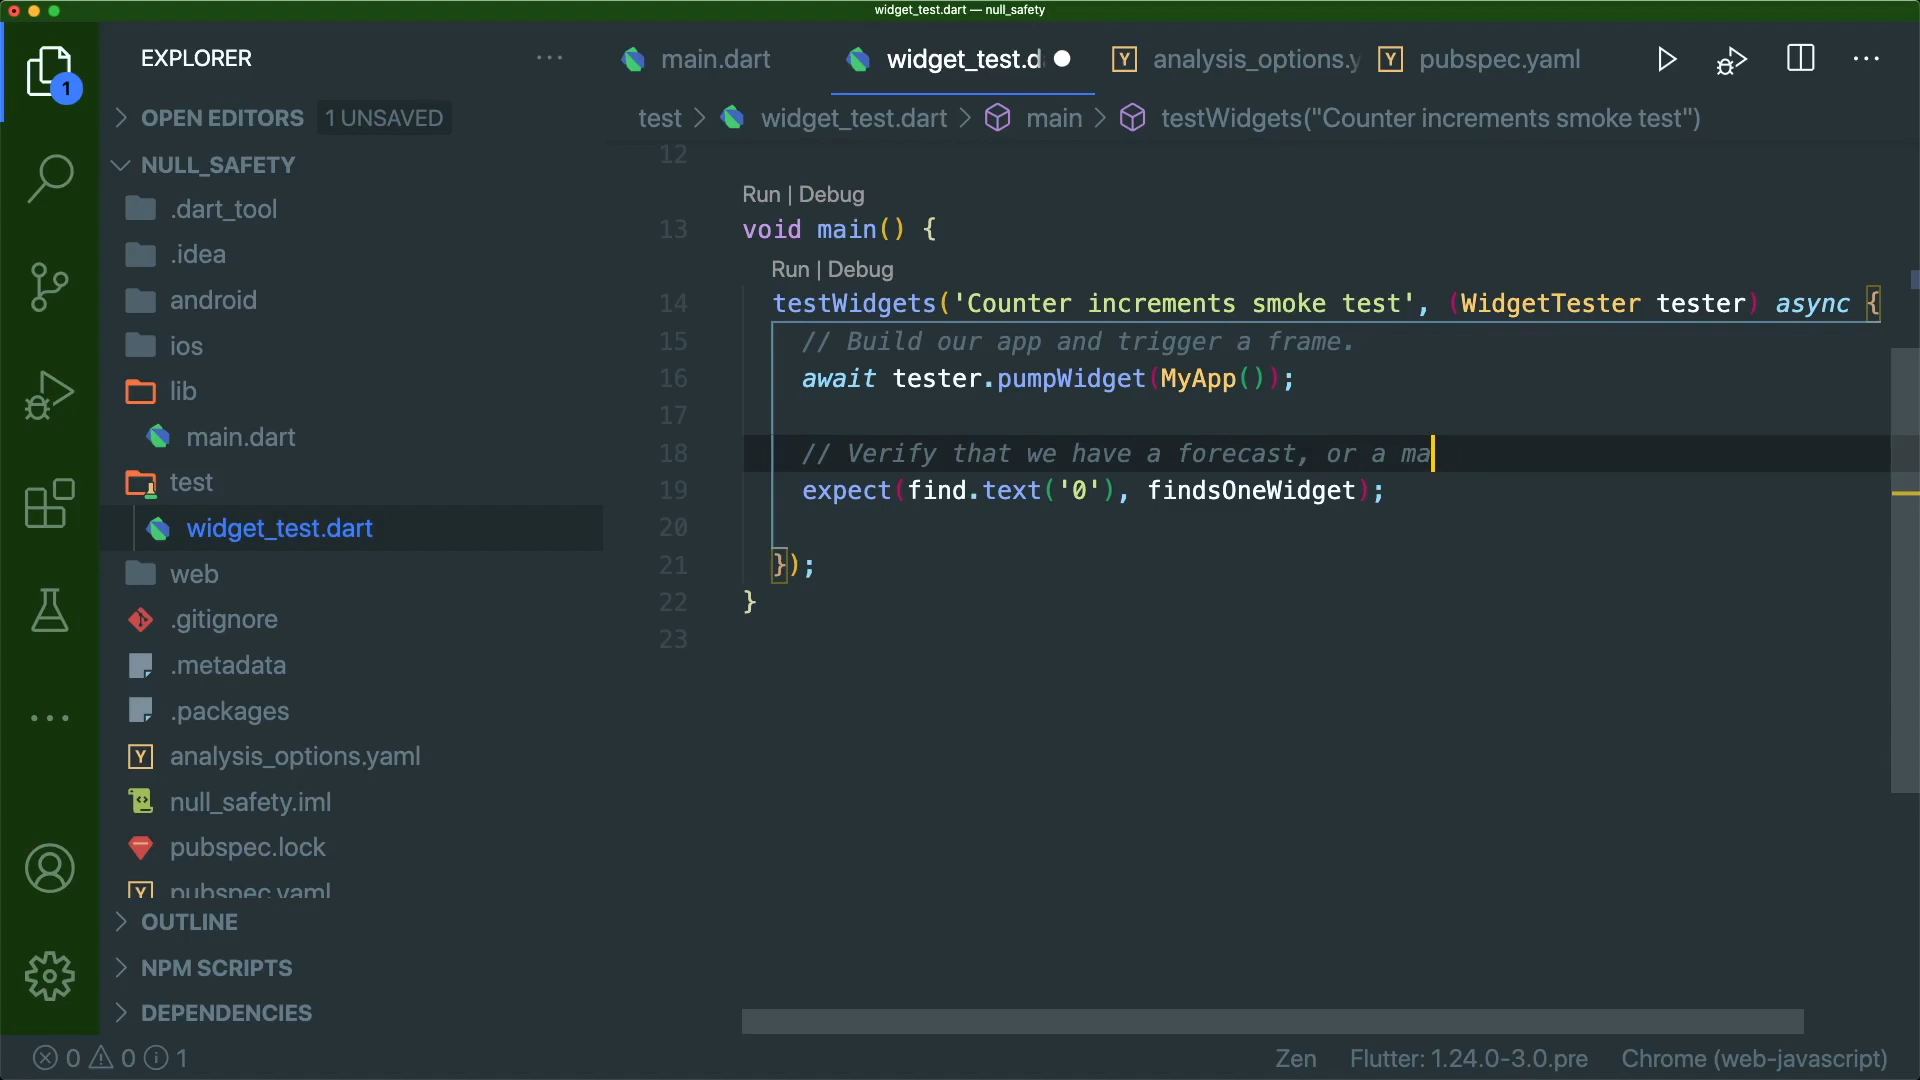 widget_test.dart — null_safety
EXPLORER
main.dart
widget_test.d
analysis_options.y
pubspec.yaml
1
OPEN EDITORS 1 UNSAVED
test > widget_test.dart > main > testWidgets("Counter increments smoke test")
NULL_SAFETY
.dart_tool
.idea
android
ios
lib
main.dart
test
widget_test.dart
web
.gitignore
.metadata
.packages
analysis_options.yaml
null_safety.iml
pubspec.lock
pubspec.yaml
OUTLINE
NPM SCRIPTS
DEPENDENCIES
12
Run | Debug
13 void main() {
Run | Debug
14 testWidgets('Counter increments smoke test', (WidgetTester tester) async {
15 // Build our app and trigger a frame.
16 await tester.pumpWidget(MyApp());
17
18 // Verify that we have a forecast, or a ma
19 expect(find.text('0'), findsOneWidget);
20
21 });
22 }
23
0 0 1
Zen Flutter: 1.24.0-3.0.pre Chrome (web-javascript)